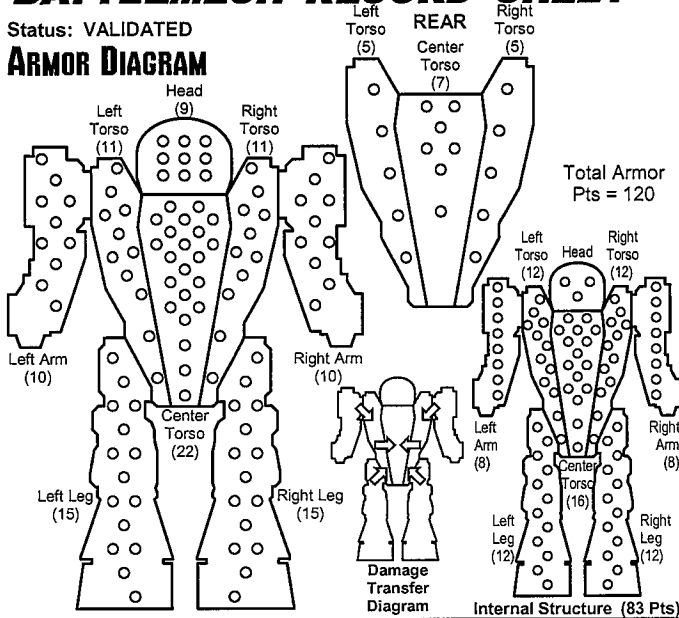 BATTLEMECH RECORD SHEET
Status: VALIDATED
ARMOR DIAGRAM
Left
Torso
(5)
REAR
Right
Torso
(5)
Center
Torso
(7)
Head
(9)
Left
Torso
(11)
Right
Torso
(11)
Total Armor
Pts = 120
Left Arm
(10)
Right Arm
(10)
Center
Torso
(22)
Left Leg
(15)
Right Leg
(15)
Damage
Transfer
Diagram
Left
Torso
(12)
Head
Right
Torso
(12)
Left
Arm
(8)
Right
Arm
(8)
Center
Torso
(16)
Left
Leg
(12)
Right
Leg
(12)
Internal Structure (83 Pts)